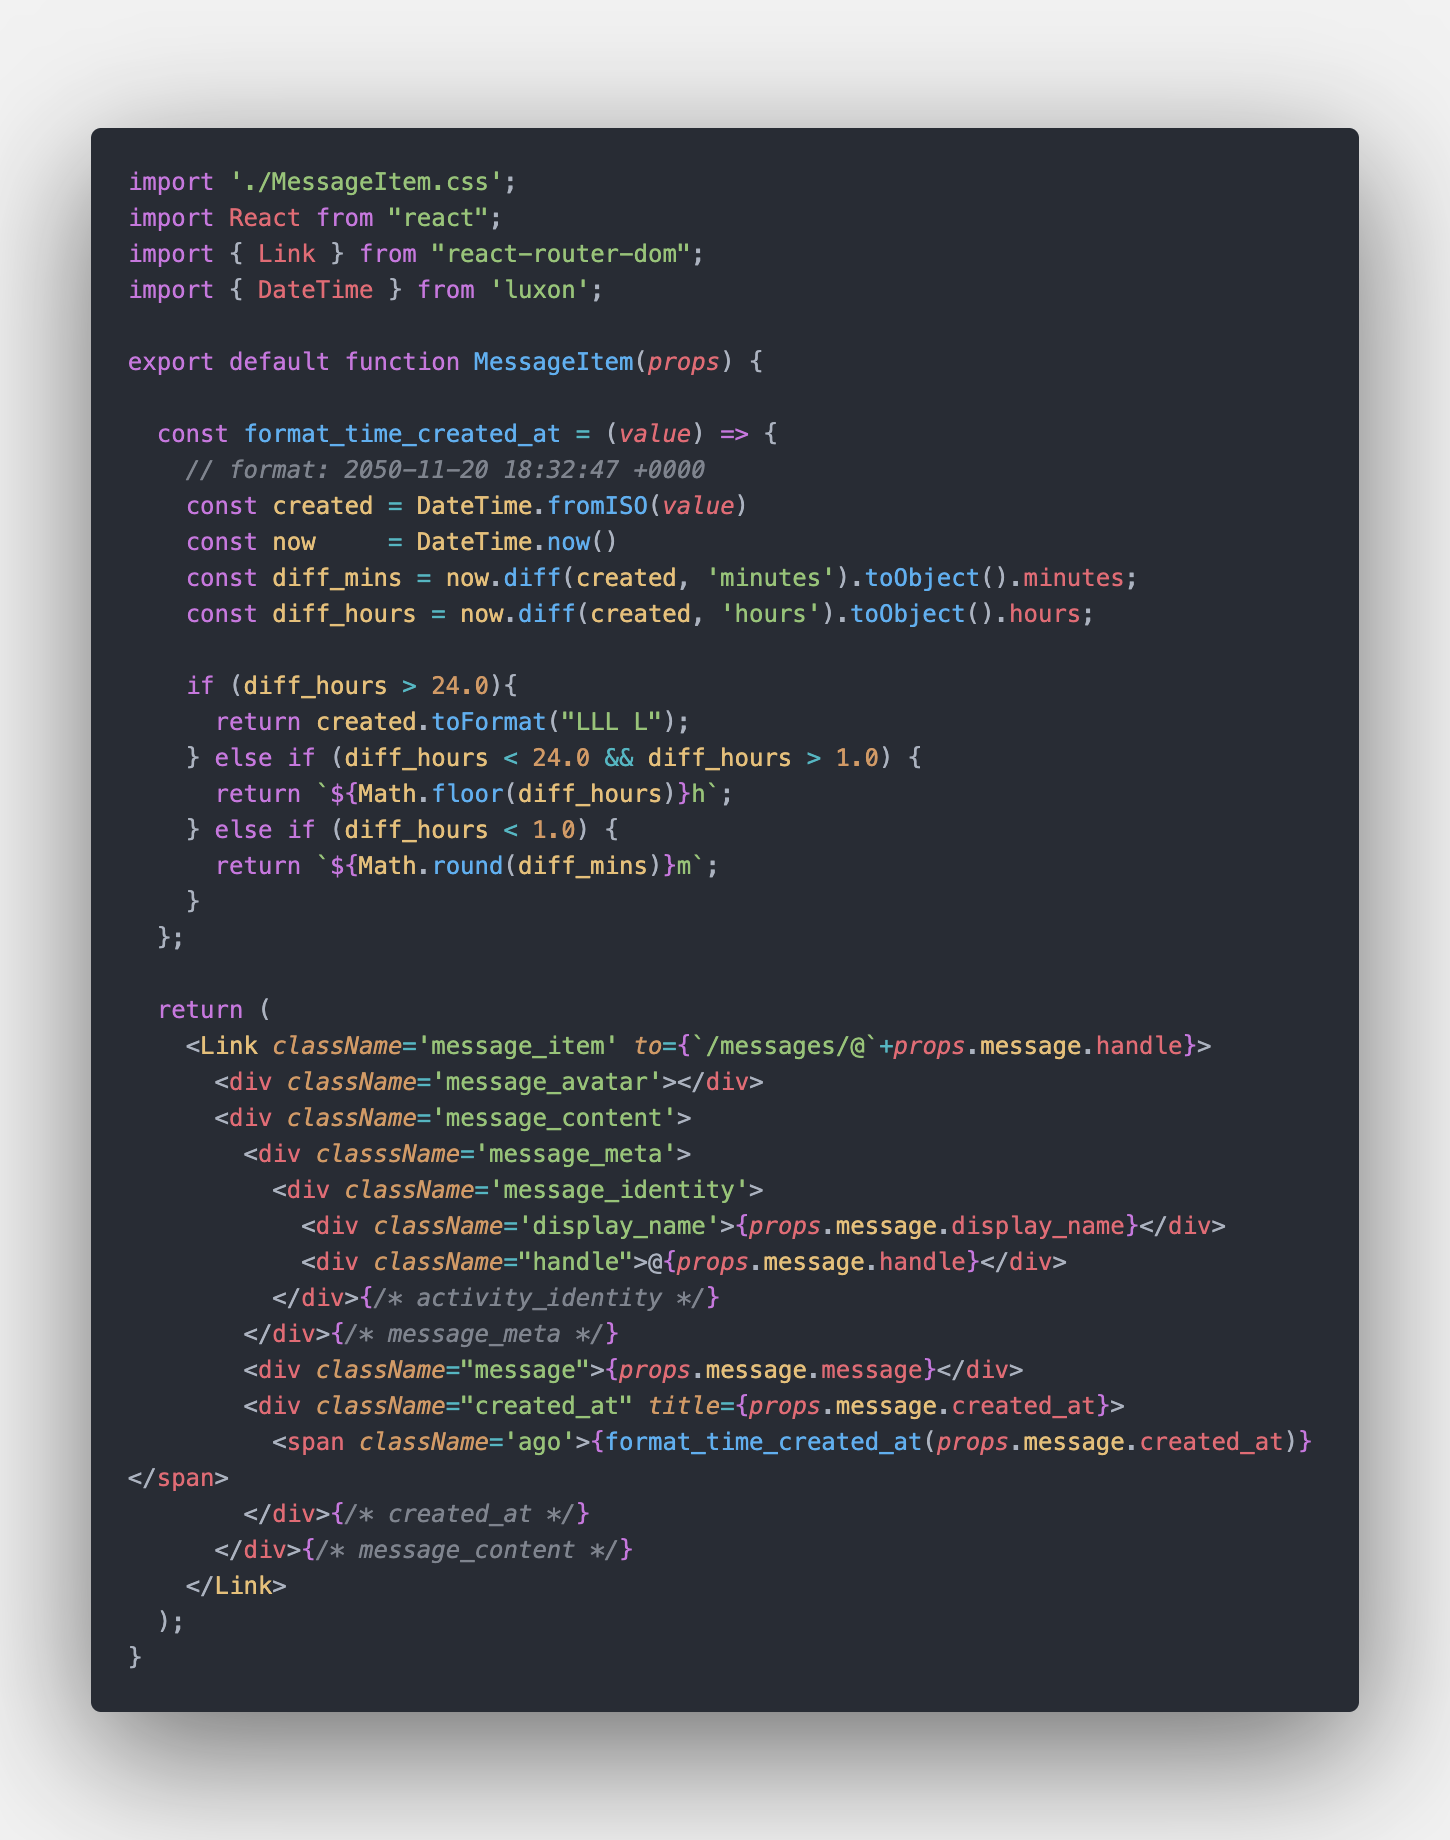 import './MessageItem.css';
import React from "react";
import { Link } from "react-router-dom";
import { DateTime } from 'luxon';

export default function MessageItem(props) {

  const format_time_created_at = (value) => {
    // format: 2050-11-20 18:32:47 +0000
    const created = DateTime.fromISO(value)
    const now     = DateTime.now()
    const diff_mins = now.diff(created, 'minutes').toObject().minutes;
    const diff_hours = now.diff(created, 'hours').toObject().hours;

    if (diff_hours > 24.0){
      return created.toFormat("LLL L");
    } else if (diff_hours < 24.0 && diff_hours > 1.0) {
      return `${Math.floor(diff_hours)}h`;
    } else if (diff_hours < 1.0) {
      return `${Math.round(diff_mins)}m`;
    }
  };

  return (
    <Link className='message_item' to={`/messages/@`+props.message.handle}>
      <div className='message_avatar'></div>
      <div className='message_content'>
        <div classsName='message_meta'>
          <div className='message_identity'>
            <div className='display_name'>{props.message.display_name}</div>
            <div className="handle">@{props.message.handle}</div>
          </div>{/* activity_identity */}
        </div>{/* message_meta */}
        <div className="message">{props.message.message}</div>
        <div className="created_at" title={props.message.created_at}>
          <span className='ago'>{format_time_created_at(props.message.created_at)}
</span>
        </div>{/* created_at */}
      </div>{/* message_content */}
    </Link>
  );
}